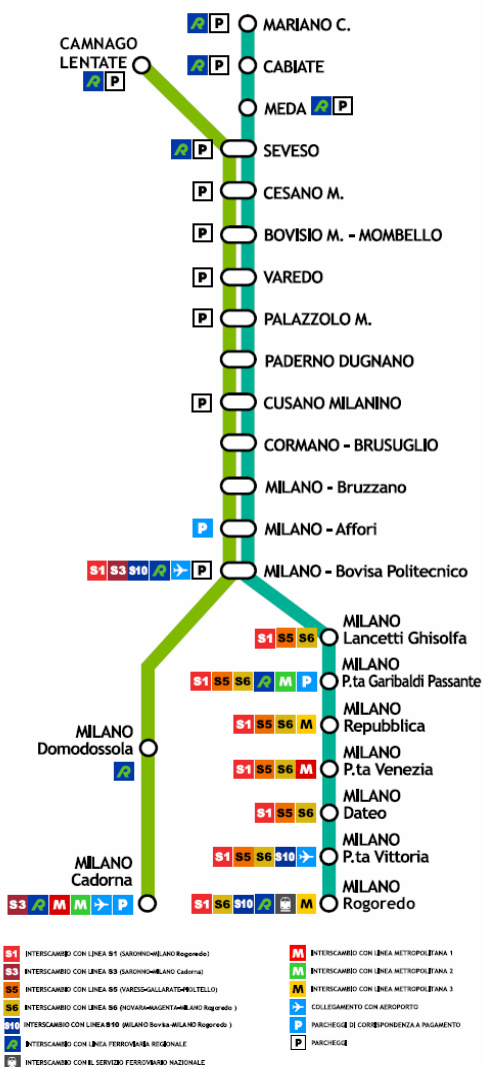 P MARIANO C.
CAMNAGO
LENTATE
P
P CABIATE
MEDA P
P SEVESO
P CESANO M.
P BOVISIO M. - MOMBELLO
P VAREDO
P PALAZZOLO M.
PADERNO DUGNANO
P CUSANO MILANINO
CORMANO - BRUSUGLIO
MILANO - Bruzzano
P MILANO - Affori
S1 S3 S10 R P MILANO - Bovisa Politecnico
MILANO
S1 S5 S6 Lancetti Ghisolfa
MILANO
S1 S5 S6 R M P P.ta Garibaldi Passante
MILANO
S1 S5 S6 M Repubblica
MILANO
Domodossola
R
MILANO
S1 S5 S6 M P.ta Venezia
MILANO
S1 S5 S6 Dateo
MILANO
S1 S5 S6 S10 P.ta Vittoria
MILANO
Cadorna
S3 R M M P
MILANO
S1 S6 S10 R M Rogoredo
S1 INTERSCAMBIO CON LINEA S1 (SARONNO-MILANO Rogoredo)
S3 INTERSCAMBIO CON LINEA S3 (SARONNO-MILANO Cadorna)
S5 INTERSCAMBIO CON LINEA S5 (VARESE-GALLARATE-PIOLTELLO)
S6 INTERSCAMBIO CON LINEA S6 (NOVARA-MAGENTA-MILANO Rogoredo )
S10 INTERSCAMBIO CON LINEA S10 (MILANO Bovisa-MILANO Rogoredo )
R INTERSCAMBIO CON LINEA FERROVIARIA REGIONALE
INTERSCAMBIO CON IL SERVIZIO FERROVIARIO NAZIONALE
M INTERSCAMBIO CON LINEA METROPOLITANA 1
M INTERSCAMBIO CON LINEA METROPOLITANA 2
M INTERSCAMBIO CON LINEA METROPOLITANA 3
COLLEGAMENTO CON AEROPORTO
P PARCHEGGI DI CORRISPONDENZA A PAGAMENTO
P PARCHEGGI